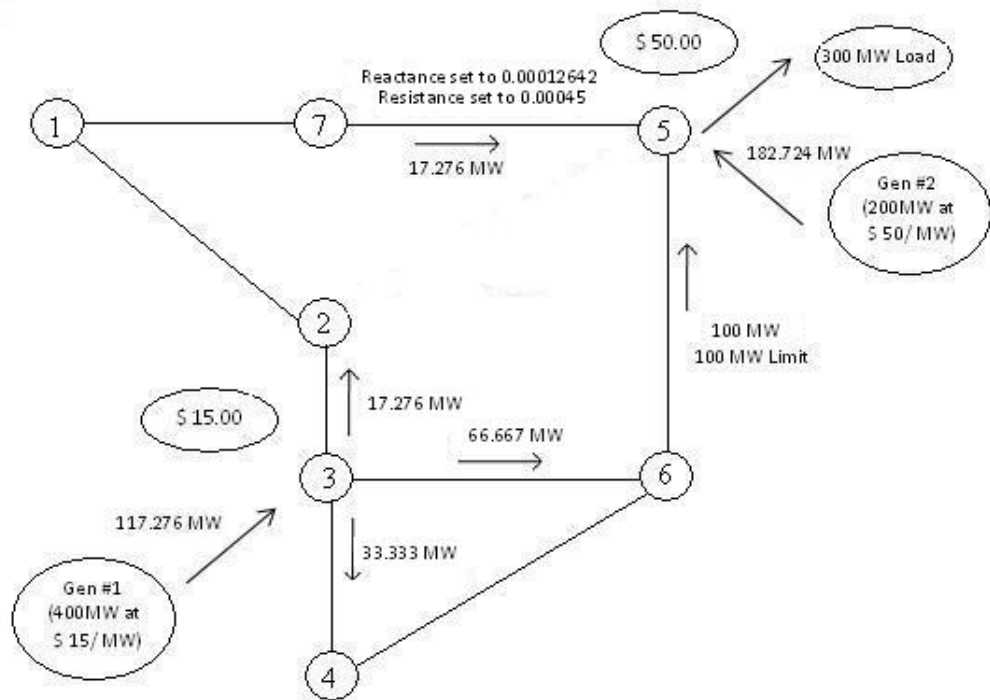 $ 50.00
300 MW Load
Reactance set to 0.00012642
Resistance set to 0.00045
1
7
5
17.276 MW
182.724 MW
Gen #2
(200MW at
$ 50/ MW)
2
100 MW
100 MW Limit
$ 15.00
17.276 MW
66.667 MW
3
6
117.276 MW
33.333 MW
Gen #1
(400MW at
$ 15/ MW)
4